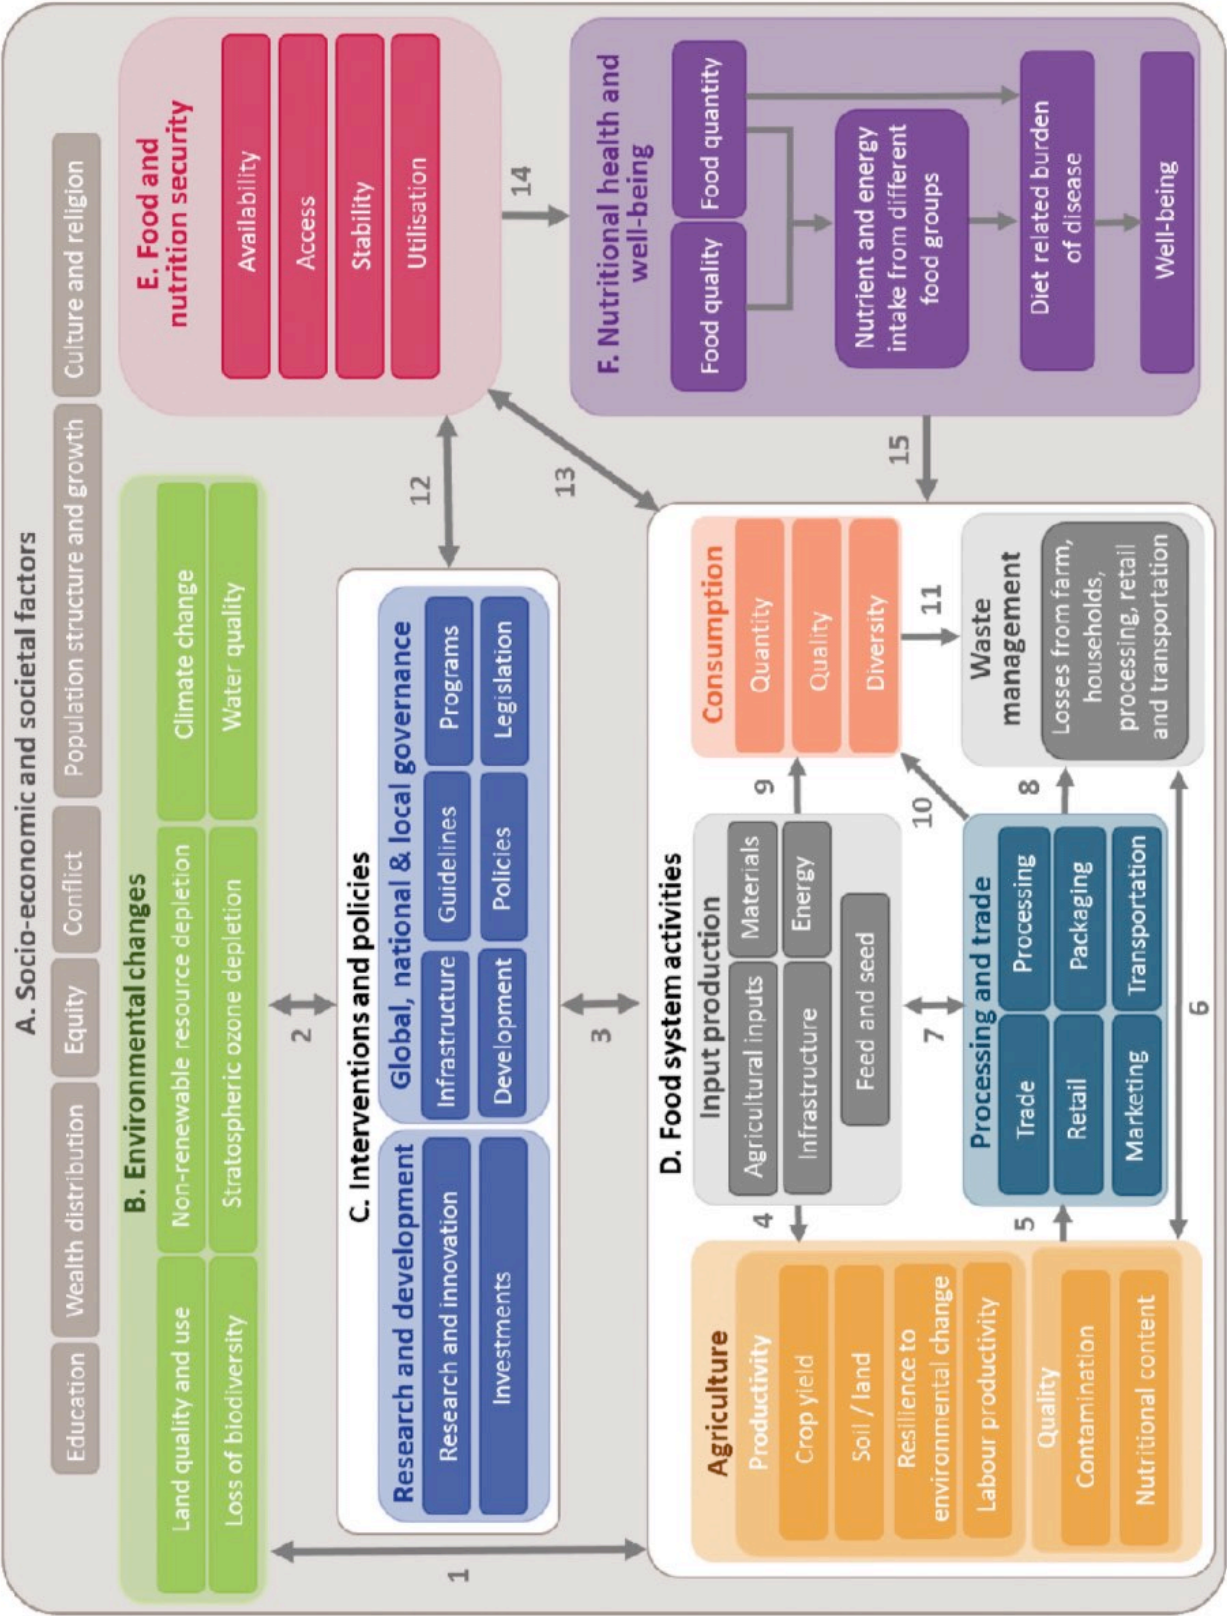 A. Socio-economic and societal factors
Education
Wealth distribution
Equity
Conflict
Population structure and growth
Culture and religion
B. Environmental changes
Land quality and use
Non-renewable resource depletion
Climate change
Loss of biodiversity
Stratospheric ozone depletion
Water quality
1
2
C. Interventions and policies
Research and development
Research and innovation
Investments
Global, national & local governance
Infrastructure
Guidelines
Programs
Development
Policies
Legislation
3
12
13
E. Food and
nutrition security
Availability
Access
Stability
Utilisation
14
F. Nutritional health and
well-being
Food quality
Food quantity
Nutrient and energy
intake from different
food groups
Diet related burden
of disease
Well-being
15
D. Food system activities
Agriculture
Productivity
Crop yield
Soil / land
Resilience to
environmental change
Labour productivity
Quality
Contamination
Nutritional content
4
5
Input production
Agricultural inputs
Materials
Infrastructure
Energy
Feed and seed
7
Processing and trade
Trade
Processing
Retail
Packaging
Marketing
Transportation
6
9
10
8
Consumption
Quantity
Quality
Diversity
11
Waste
management
Losses from farm,
households,
processing, retail
and transportation